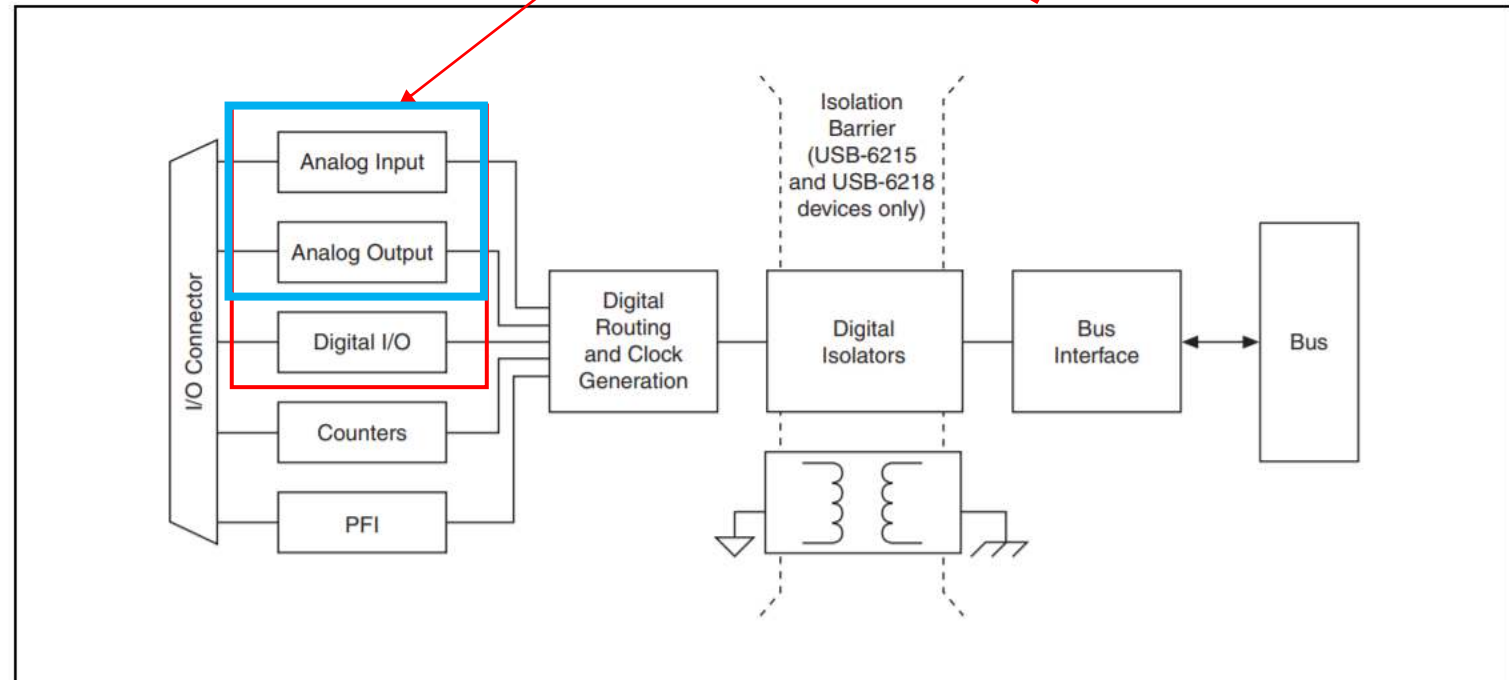 I/O Connector
Analog Input
Analog Output
Digital I/O
Counters
PFI
Digital
Routing
and Clock
Generation
Isolation
Barrier
(USB-6215
and USB-6218
devices only)
Digital
Isolators
Bus
Interface
Bus